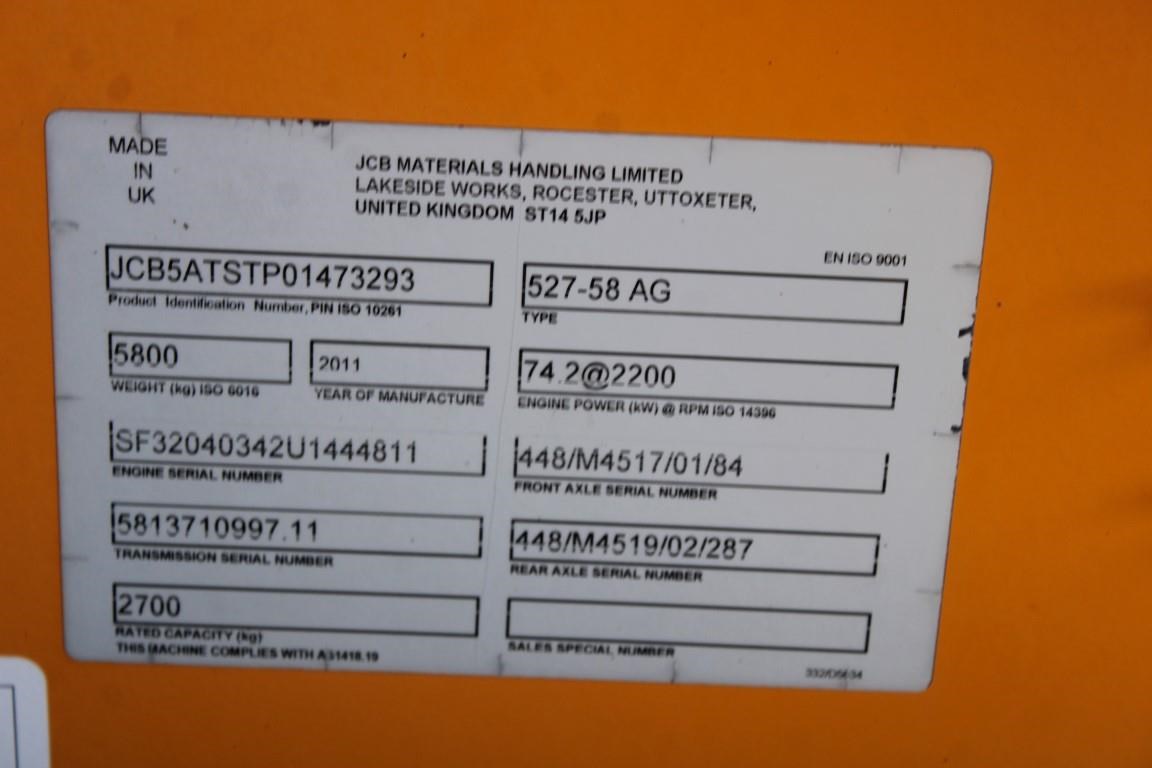 MADE
IN
UK
JCB MATERIALS HANDLING LIMITED
LAKESIDE WORKS, ROCESTER, UTTOXETER,
UNITED KINGDOM ST14 5JP
EN ISO 9001
JCB5ATSTP01473293
Product Identification Number, PIN ISO 10261
527-58 AG
TYPE
5800
WEIGHT (kg) ISO 6016
2011
YEAR OF MANUFACTURE
74.2@2200
ENGINE POWER (kW) @ RPM ISO 14396
SF32040342U1444811
ENGINE SERIAL NUMBER
448/M4517/01/84
FRONT AXLE SERIAL NUMBER
5813710997.11
TRANSMISSION SERIAL NUMBER
448/M4519/02/287
REAR AXLE SERIAL NUMBER
2700
RATED CAPACITY (kg)
THIS MACHINE COMPLIES WITH
SALES SPECIAL NUMBER